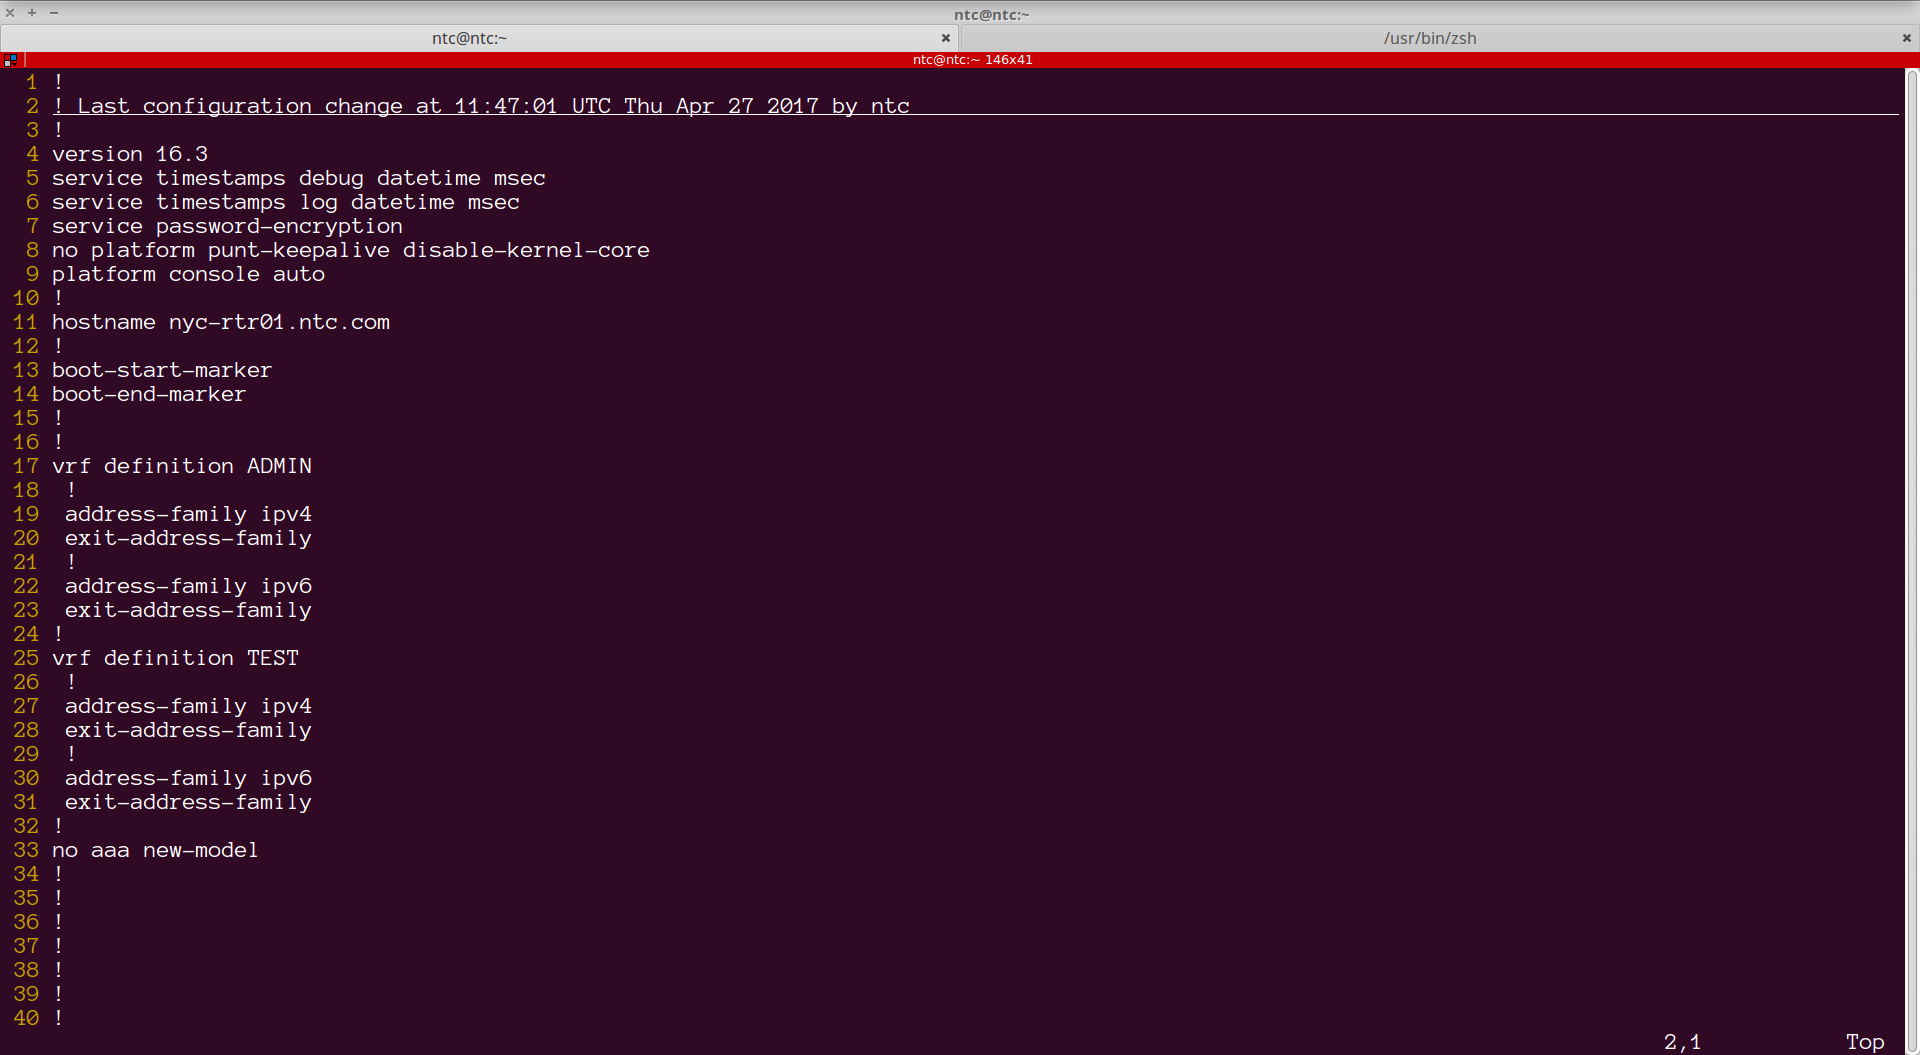 ntc@ntc:~
ntc@ntc:~ /usr/bin/zsh
ntc@ntc:~ 146x41
1 !
2 ! Last configuration change at 11:47:01 UTC Thu Apr 27 2017 by ntc
3 !
4 version 16.3
5 service timestamps debug datetime msec
6 service timestamps log datetime msec
7 service password-encryption
8 no platform punt-keepalive disable-kernel-core
9 platform console auto
10 !
11 hostname nyc-rtr01.ntc.com
12 !
13 boot-start-marker
14 boot-end-marker
15 !
16 !
17 vrf definition ADMIN
18  !
19  address-family ipv4
20  exit-address-family
21  !
22  address-family ipv6
23  exit-address-family
24 !
25 vrf definition TEST
26  !
27  address-family ipv4
28  exit-address-family
29  !
30  address-family ipv6
31  exit-address-family
32 !
33 no aaa new-model
34 !
35 !
36 !
37 !
38 !
39 !
40 !
2,1 Top